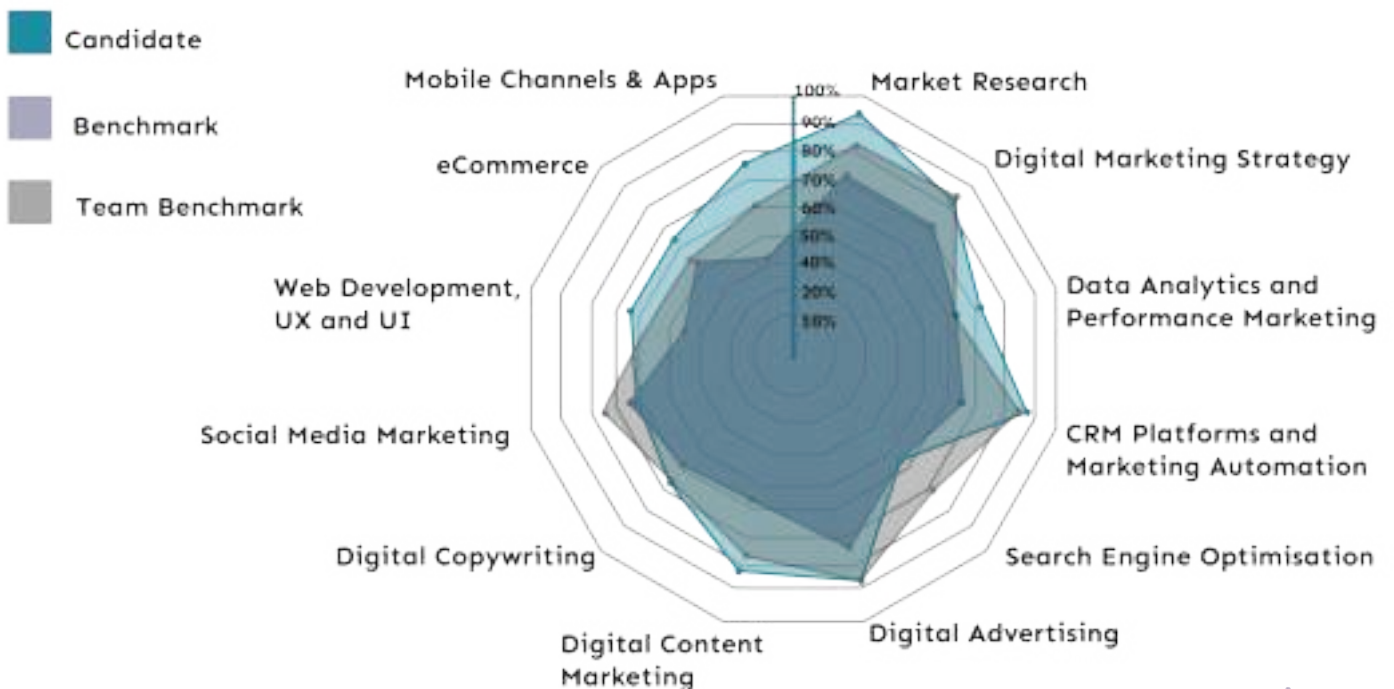 Candidate
Benchmark
Team Benchmark
Mobile Channels & Apps
Market Research
eCommerce
Digital Marketing Strategy
Web Development,
UX and UI
Data Analytics and
Performance Marketing
Social Media Marketing
CRM Platforms and
Marketing Automation
Digital Copywriting
Search Engine Optimisation
Digital Content
Marketing
Digital Advertising
100%
90%
80%
70%
60%
50%
40%
20%
10%